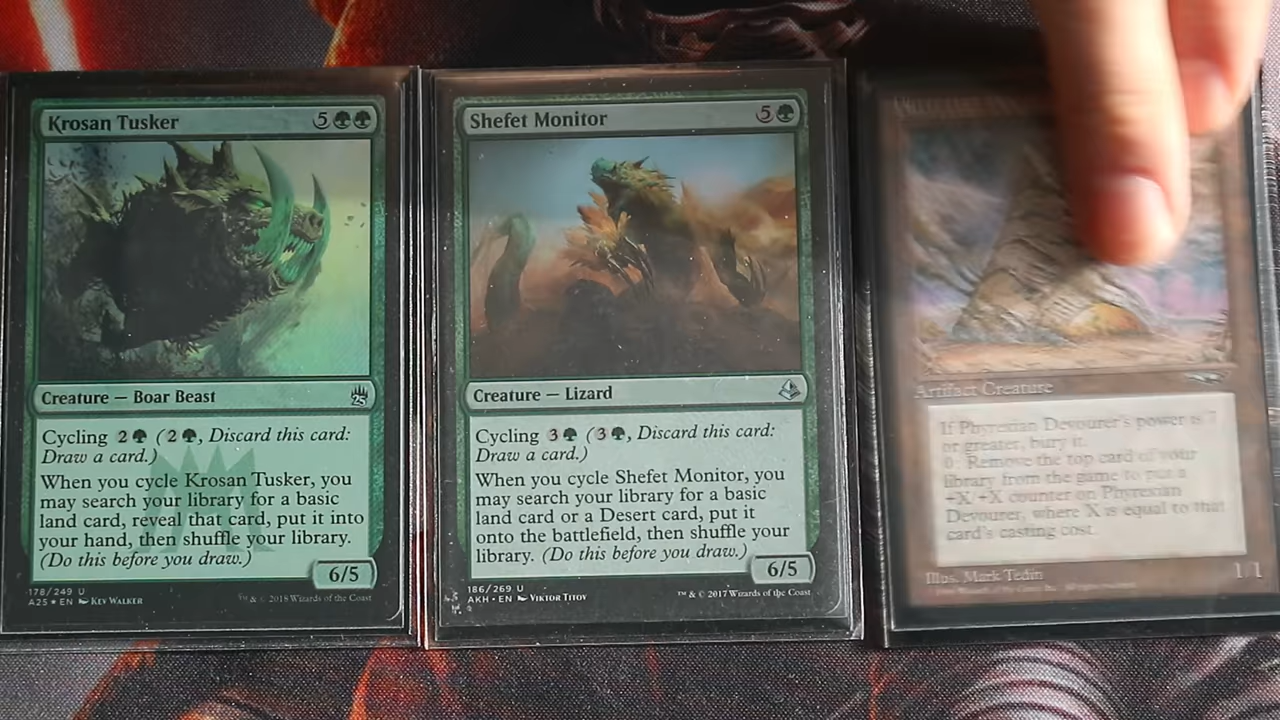 Krosan Tusker 5
Creature — Boar Beast
Cycling 2 (2, Discard this card:
Draw a card.)
When you cycle Krosan Tusker, you
may search your library for a basic
land card, reveal that card, put it into
your hand, then shuffle your library.
(Do this before you draw.)
6/5
178/249 U
A25 ★ EN Kev Walker
™ & © 2018 Wizards of the Coast
Shefet Monitor 5
Creature — Lizard
Cycling 3 (3, Discard this card:
Draw a card.)
When you cycle Shefet Monitor, you
may search your library for a basic
land card or a Desert card, put it
onto the battlefield, then shuffle your
library. (Do this before you draw.)
6/5
186/269 U
AKH • EN Viktor Titov
™ & © 2017 Wizards of the Coast
Artifact Creature
If Phyrexian Devourer's power is 7
or greater, bury it.
0: Remove the top card of your
library from the game to put a
+X/+X counter on Phyrexian
Devourer, where X is equal to that
card's casting cost.
Illus. Mark Tedin
1/1